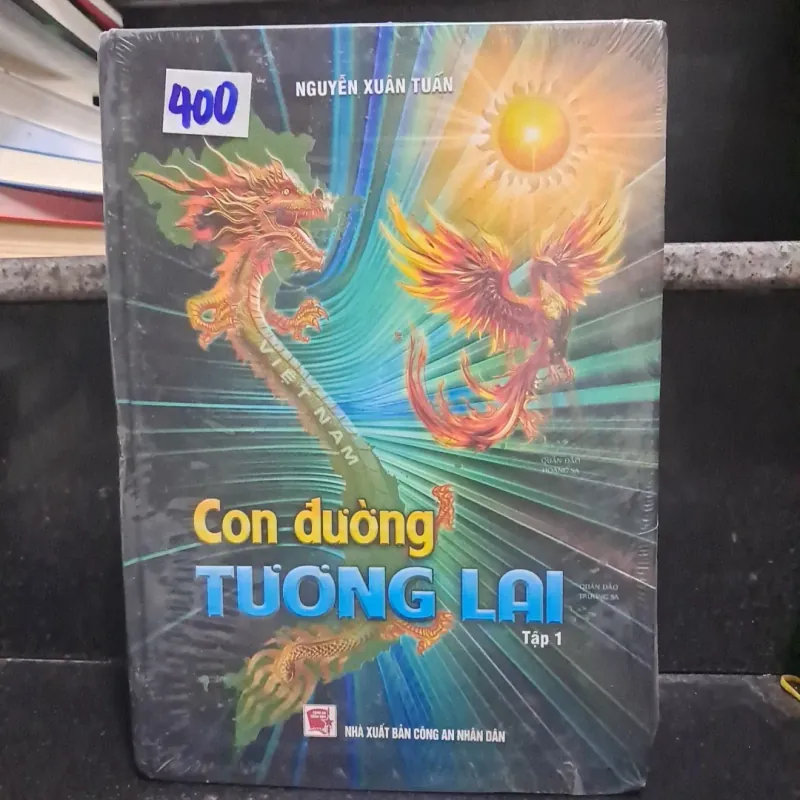 400
NGUYỄN XUÂN TUẤN
VIỆT NAM
QUẦN ĐẢO
HOÀNG SA
Con đường
TƯƠNG LAI
QUẦN ĐẢO
TRƯỜNG SA
Tập 1
NHÀ XUẤT BẢN CÔNG AN NHÂN DÂN